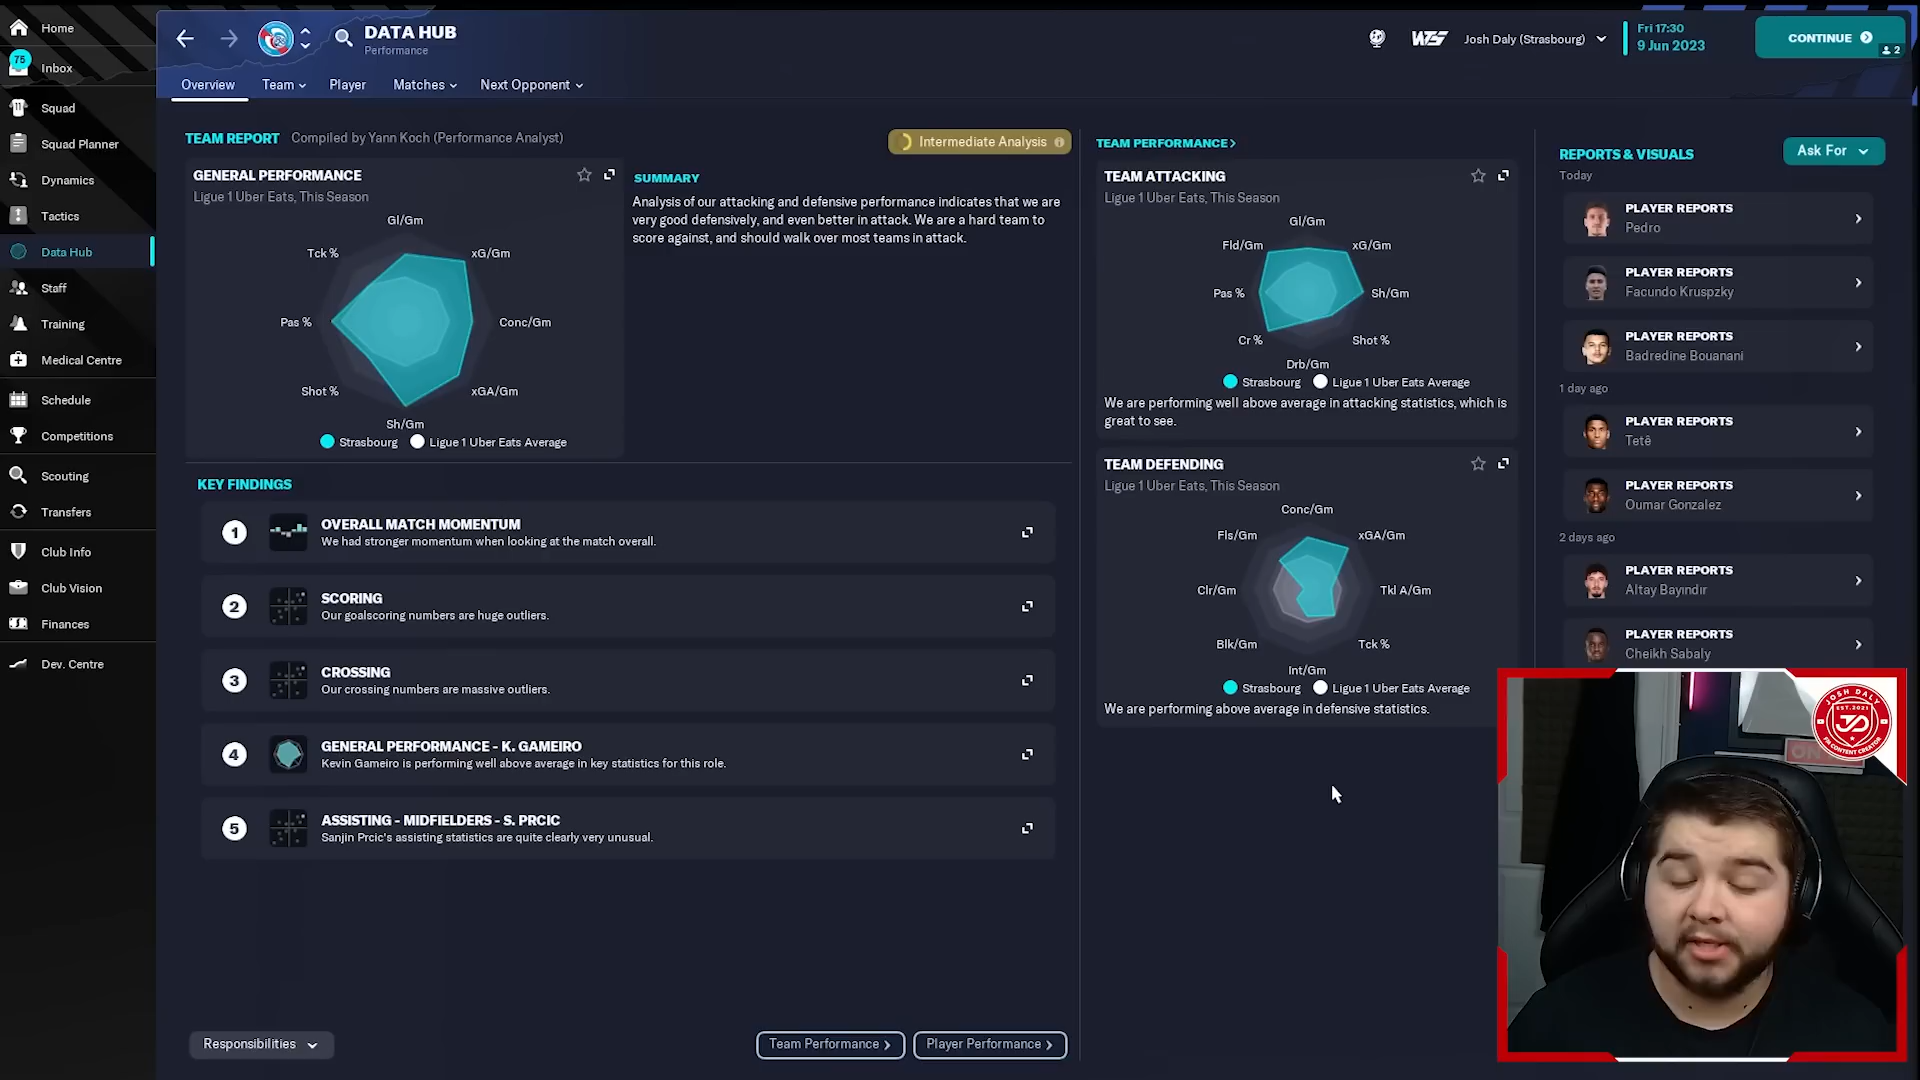 Home
75
Inbox
Squad
Squad Planner
Dynamics
Tactics
Data Hub
Staff
Training
Medical Centre
Schedule
Competitions
Scouting
Transfers
Club Info
Club Vision
Finances
Dev. Centre
DATA HUB
Performance
Josh Daly (Strasbourg)
Fri 17:30
9 Jun 2023
CONTINUE
2
Overview
Team
Player
Matches
Next Opponent
TEAM REPORT Compiled by Yann Koch (Performance Analyst)
Intermediate Analysis
GENERAL PERFORMANCE
Ligue 1 Uber Eats, This Season
Gl/Gm
Tck %
xG/Gm
Pas %
Conc/Gm
Shot %
xGA/Gm
Sh/Gm
Strasbourg
Ligue 1 Uber Eats Average
SUMMARY
Analysis of our attacking and defensive performance indicates that we are
very good defensively, and even better in attack. We are a hard team to
score against, and should walk over most teams in attack.
KEY FINDINGS
1
OVERALL MATCH MOMENTUM
We had stronger momentum when looking at the match overall.
2
SCORING
Our goalscoring numbers are huge outliers.
3
CROSSING
Our crossing numbers are massive outliers.
4
GENERAL PERFORMANCE - K. GAMEIRO
Kevin Gameiro is performing well above average in key statistics for this role.
5
ASSISTING - MIDFIELDERS - S. PRCIC
Sanjin Prcic's assisting statistics are quite clearly very unusual.
Responsibilities
Team Performance
Player Performance
TEAM PERFORMANCE
TEAM ATTACKING
Ligue 1 Uber Eats, This Season
Gl/Gm
Fld/Gm
xG/Gm
Pas %
Sh/Gm
Cr %
Shot %
Drb/Gm
Strasbourg
Ligue 1 Uber Eats Average
We are performing well above average in attacking statistics, which is
great to see.
TEAM DEFENDING
Ligue 1 Uber Eats, This Season
Conc/Gm
Fls/Gm
xGA/Gm
Clr/Gm
Tkl A/Gm
Blk/Gm
Tck %
Int/Gm
Strasbourg
Ligue 1 Uber Eats Average
We are performing above average in defensive statistics.
REPORTS & VISUALS
Ask For
Today
PLAYER REPORTS
Pedro
PLAYER REPORTS
Facundo Kruspzky
PLAYER REPORTS
Badredine Bouanani
1 day ago
PLAYER REPORTS
Tetê
PLAYER REPORTS
Oumar Gonzalez
2 days ago
PLAYER REPORTS
Altay Bayındır
PLAYER REPORTS
Cheikh Sabaly
JOSH DALY
EST. 2021
JD
FM CONTENT CREATOR